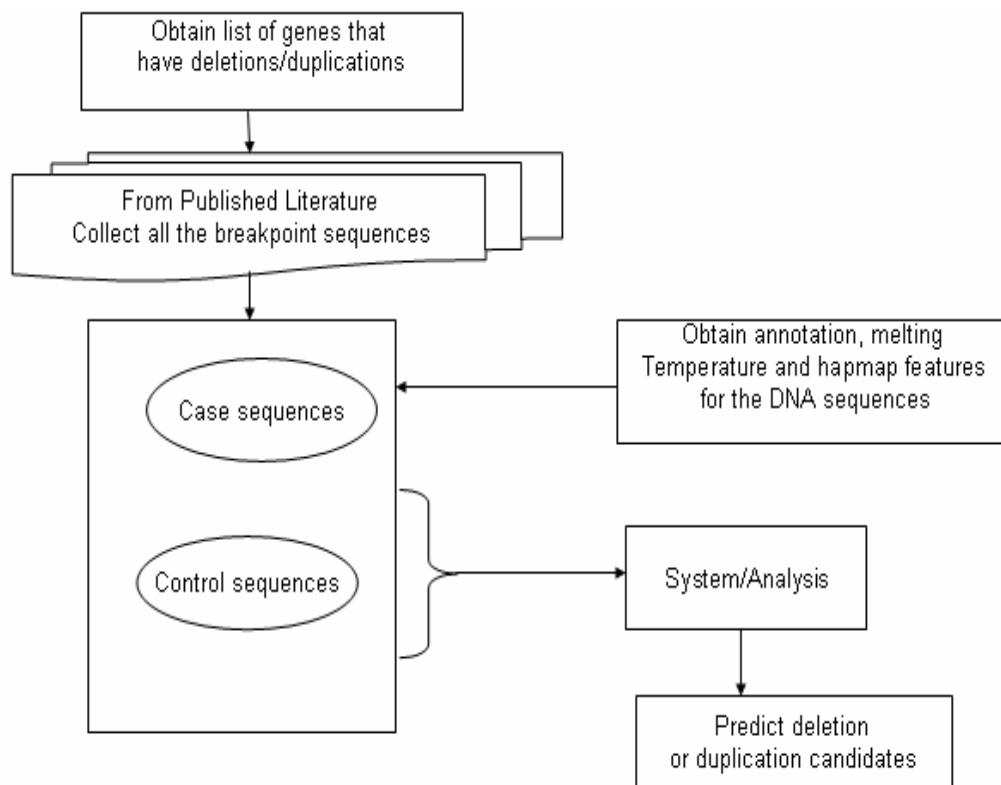 Obtain list of genes that
have deletions/duplications
From Published Literature
Collect all the breakpoint sequences
Case sequences
Control sequences
Obtain annotation, melting
Temperature and hapmap features
for the DNA sequences
System/Analysis
Predict deletion
or duplication candidates